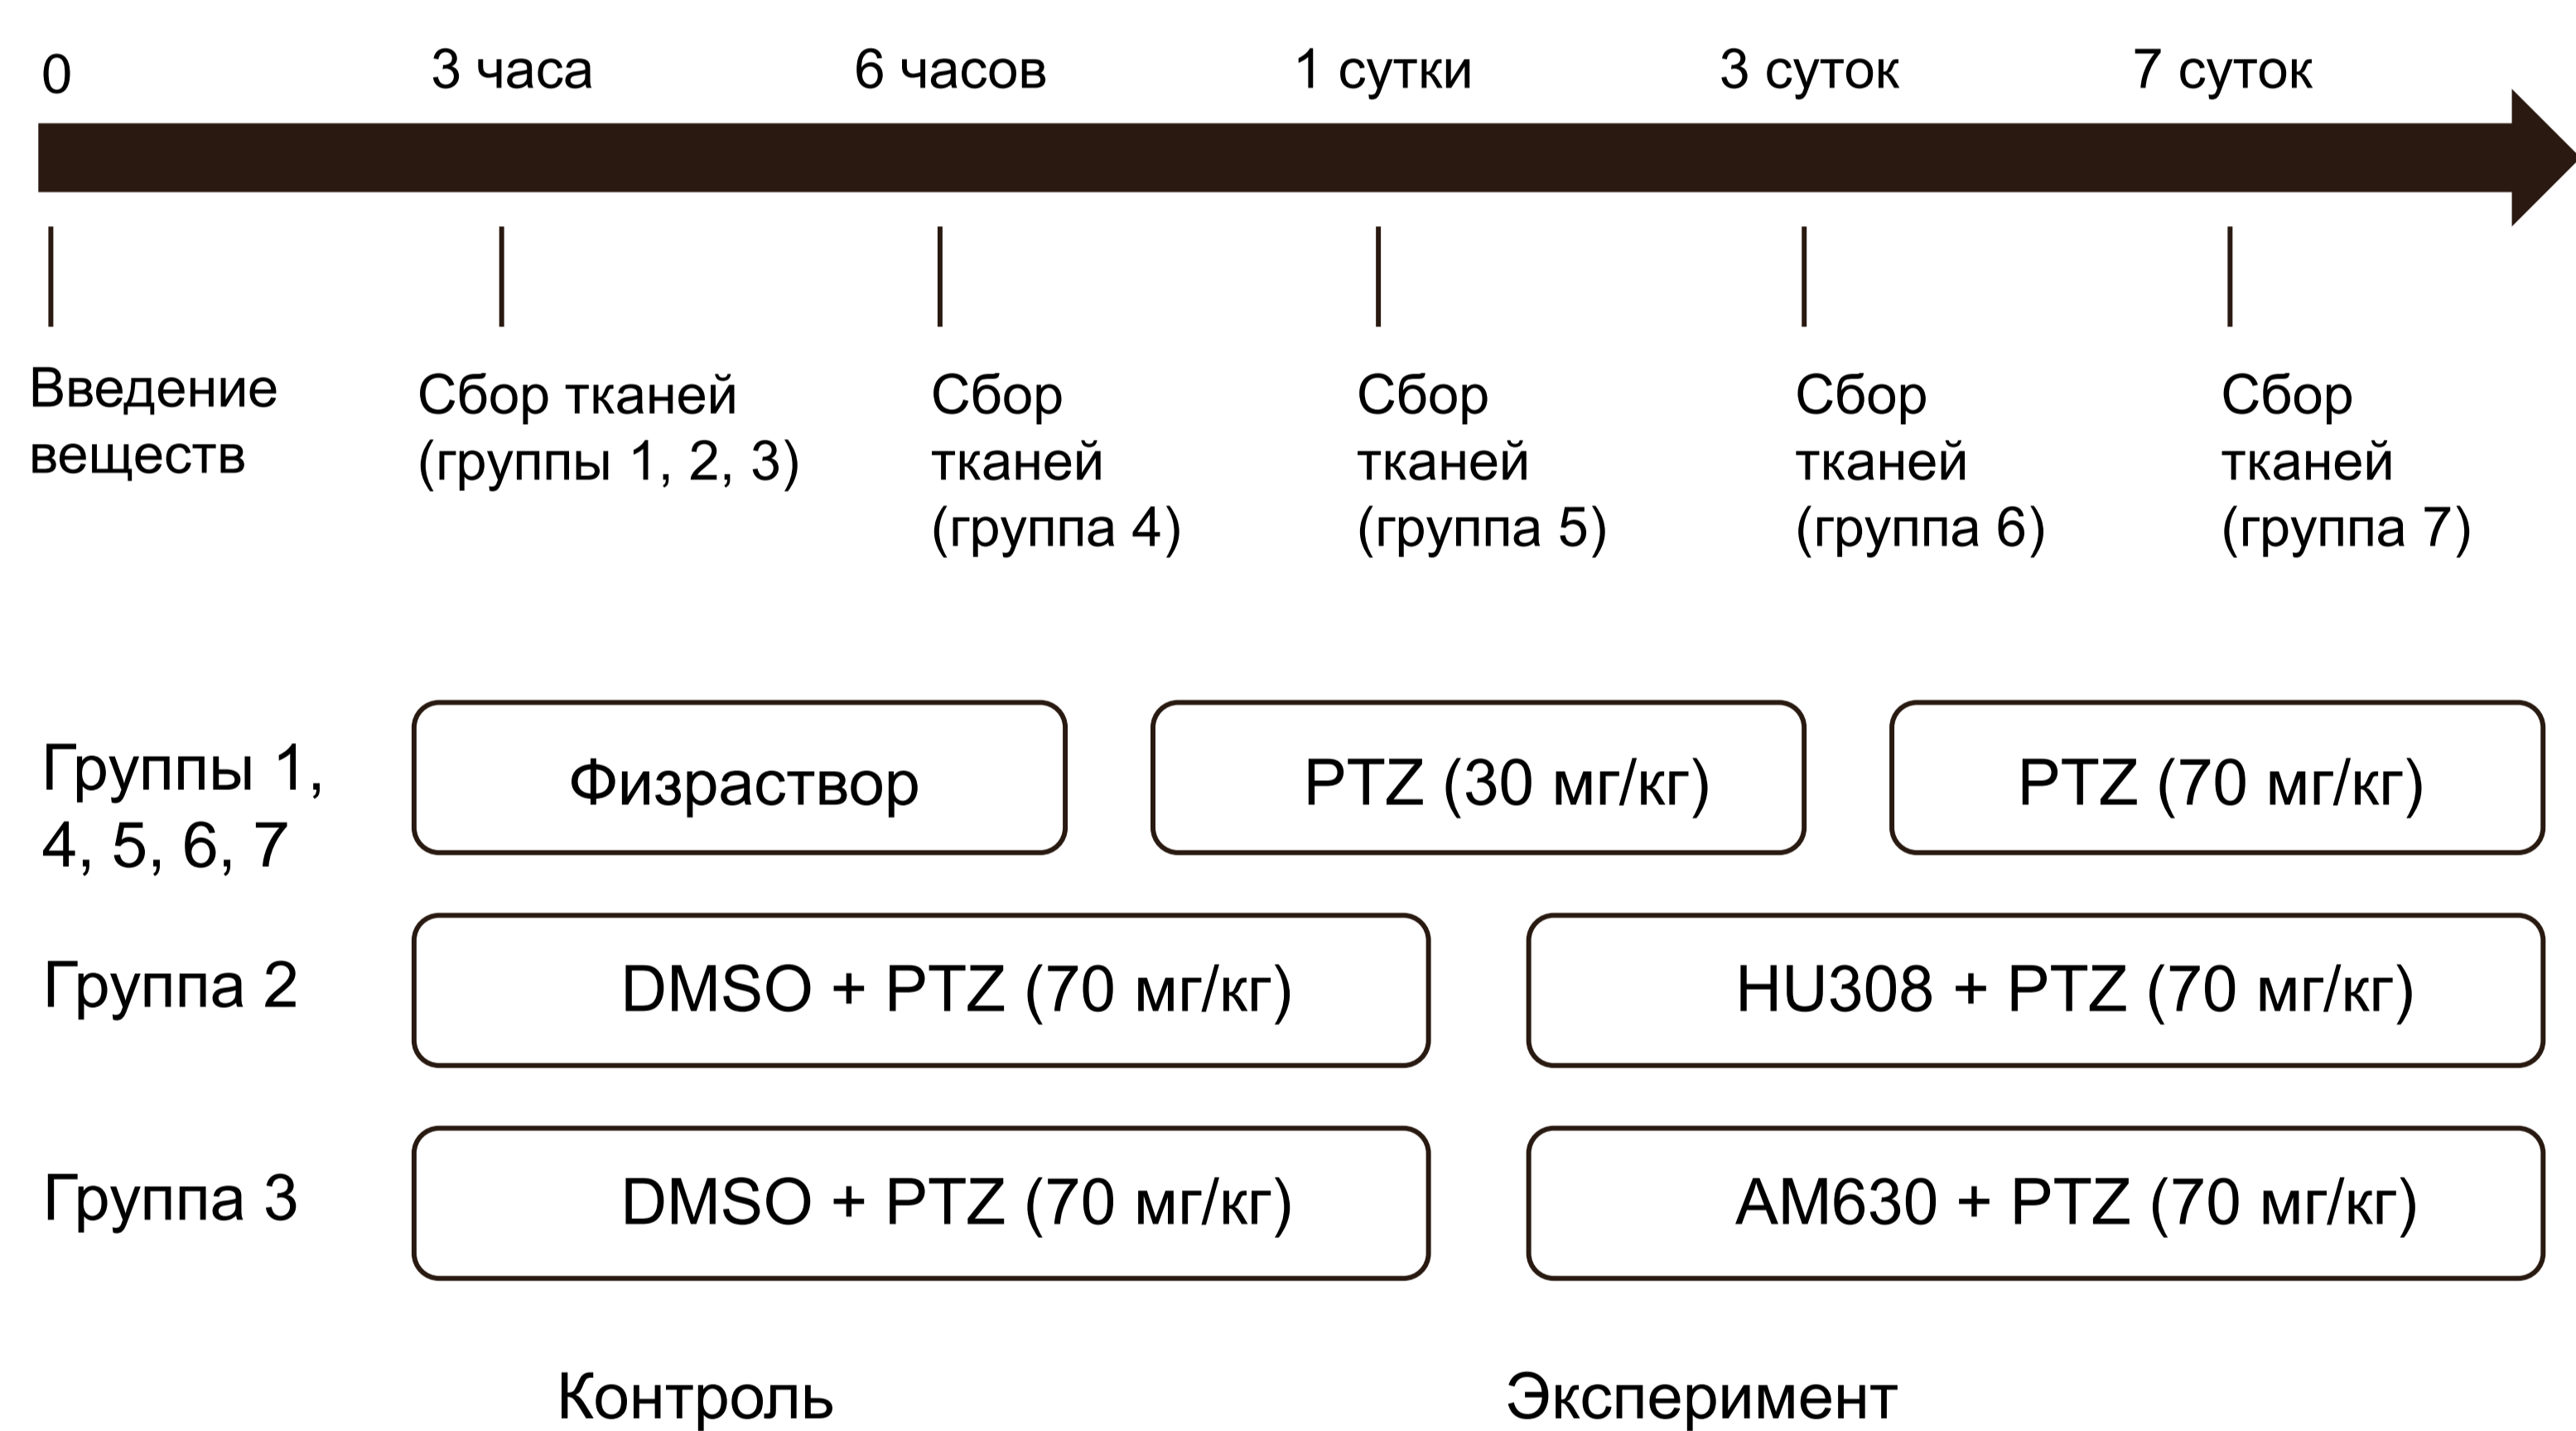 0
3 часа
6 часов
1 сутки
3 суток
7 суток
Введение
веществ
Сбор тканей
(группы 1, 2, 3)
Сбор
тканей
(группа 4)
Сбор
тканей
(группа 5)
Сбор
тканей
(группа 6)
Сбор
тканей
(группа 7)
Группы 1,
4, 5, 6, 7
Физраствор
PTZ (30 мг/кг)
PTZ (70 мг/кг)
Группа 2
DMSO + PTZ (70 мг/кг)
HU308 + PTZ (70 мг/кг)
Группа 3
DMSO + PTZ (70 мг/кг)
AM630 + PTZ (70 мг/кг)
Контроль
Эксперимент